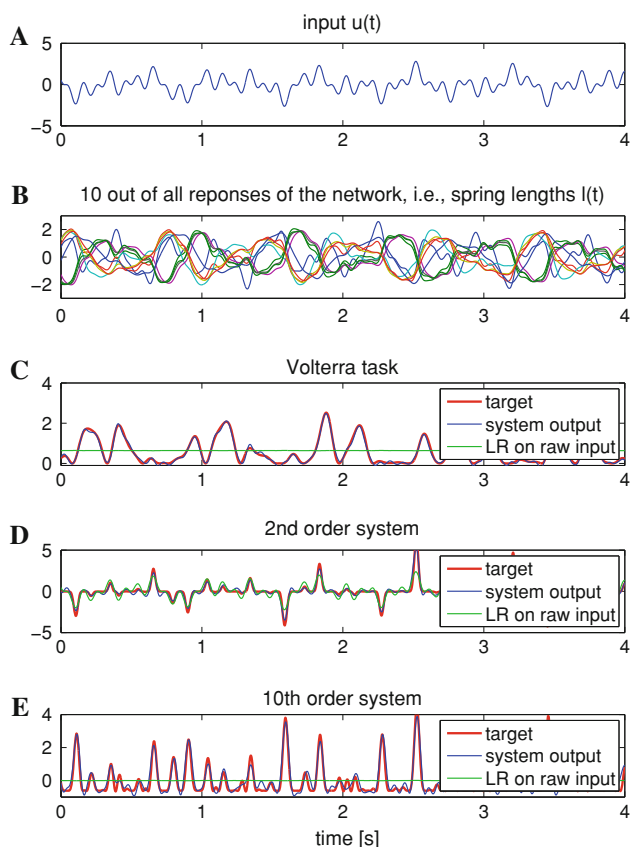 A
input u(t)
5
0
−5
0 1 2 3 4
B
10 out of all reponses of the network, i.e., spring lengths l(t)
2
0
−2
0 1 2 3 4
C
Volterra task
4
2
0
0 1 2 3 4
target
system output
LR on raw input
D
2nd order system
5
0
−5
0 1 2 3 4
target
system output
LR on raw input
E
10th order system
4
2
0
0 1 2 3 4
target
system output
LR on raw input
time [s]